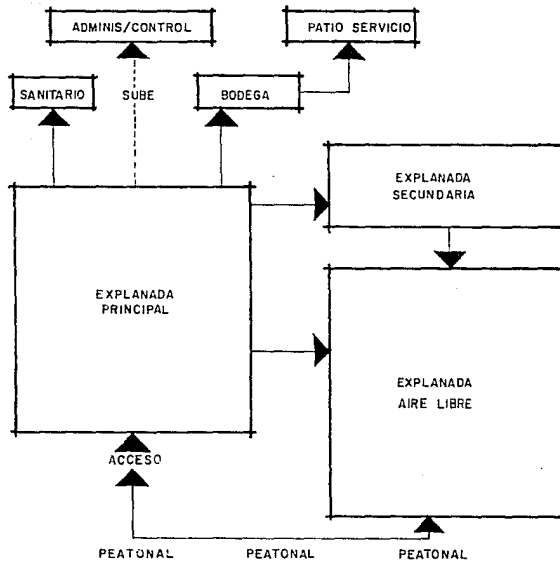 ADMINIS/CONTROL
PATIO SERVICIO
SANITARIO
SUBE
BODEGA
EXPLANADA
SECUNDARIA
EXPLANADA
PRINCIPAL
EXPLANADA
AIRE LIBRE
ACCESO
PEATONAL PEATONAL PEATONAL